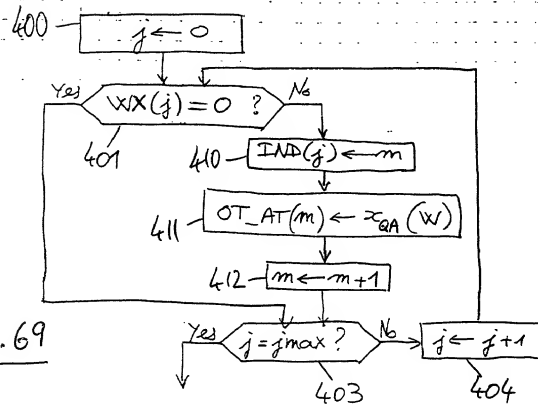 400
j ← 0
Yes
WX(j) = 0 ?
No
401
410
IND(j) ← m
411
OT_AT(m) ← x_QA (W)
412
m ← m+1
.69
Yes
j = jmax ?
No
j ← j+1
403
404